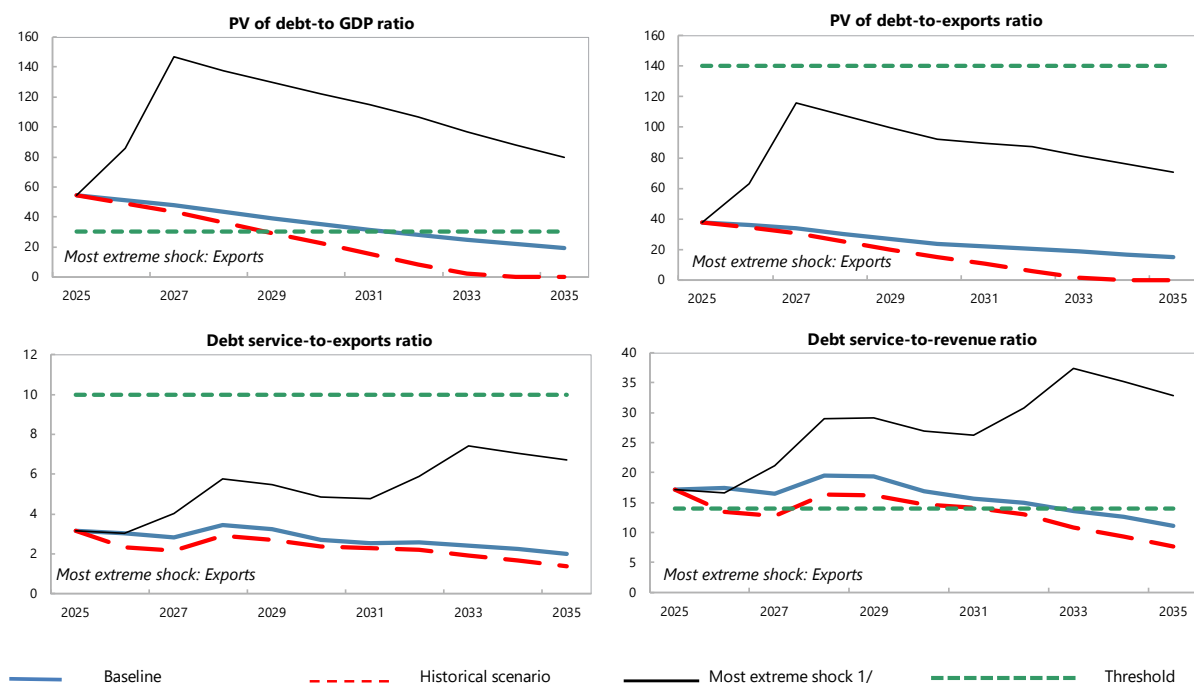 PV of debt-to GDP ratio
160
140
120
100
80
60
40
20
0
Most extreme shock: Exports
2025 2027 2029 2031 2033 2035
PV of debt-to-exports ratio
160
140
120
100
80
60
40
20
0
Most extreme shock: Exports
2025 2027 2029 2031 2033 2035
Debt service-to-exports ratio
12
10
8
6
4
2
0
Most extreme shock: Exports
2025 2027 2029 2031 2033 2035
Debt service-to-revenue ratio
40
35
30
25
20
15
10
5
0
Most extreme shock: Exports
2025 2027 2029 2031 2033 2035
Baseline Historical scenario Most extreme shock 1/ Threshold